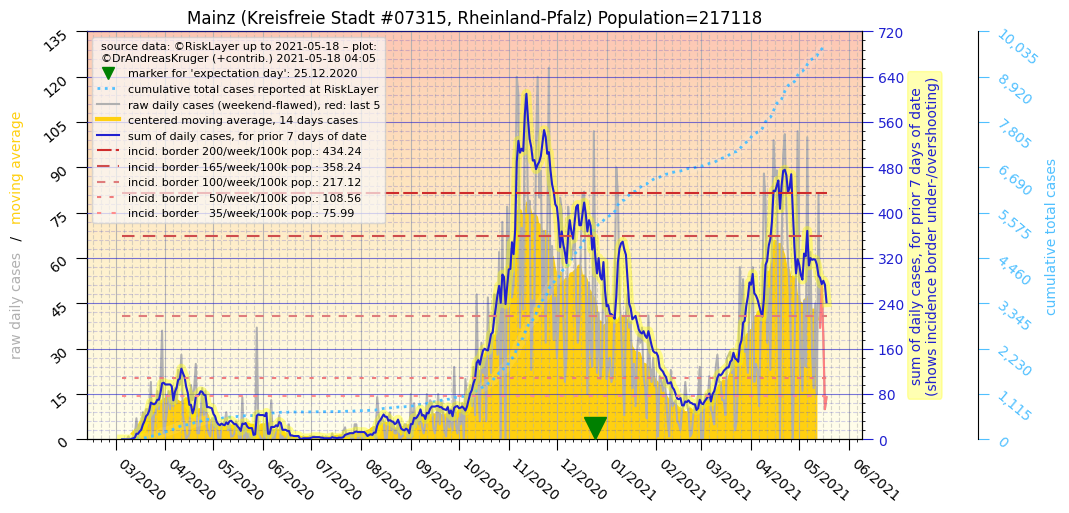 Mainz (Kreisfreie Stadt #07315, Rheinland-Pfalz) Population=217118
source data: ©RiskLayer up to 2021-05-18 – plot:
©DrAndreasKruger (+contrib.) 2021-05-18 04:05
marker for 'expectation day': 25.12.2020
cumulative total cases reported at RiskLayer
raw daily cases (weekend-flawed), red: last 5
centered moving average, 14 days cases
sum of daily cases, for prior 7 days of date
incid. border 200/week/100k pop.: 434.24
incid. border 165/week/100k pop.: 358.24
incid. border 100/week/100k pop.: 217.12
incid. border   50/week/100k pop.: 108.56
incid. border   35/week/100k pop.: 75.99
raw daily cases  /  moving average
135
120
105
90
75
60
45
30
15
0
03/2020
04/2020
05/2020
06/2020
07/2020
08/2020
09/2020
10/2020
11/2020
12/2020
01/2021
02/2021
03/2021
04/2021
05/2021
06/2021
720
640
560
480
400
320
240
160
80
0
sum of daily cases, for prior 7 days of date
(shows incidence border under-/overshooting)
10,035
8,920
7,805
6,690
5,575
4,460
3,345
2,230
1,115
0
cumulative total cases